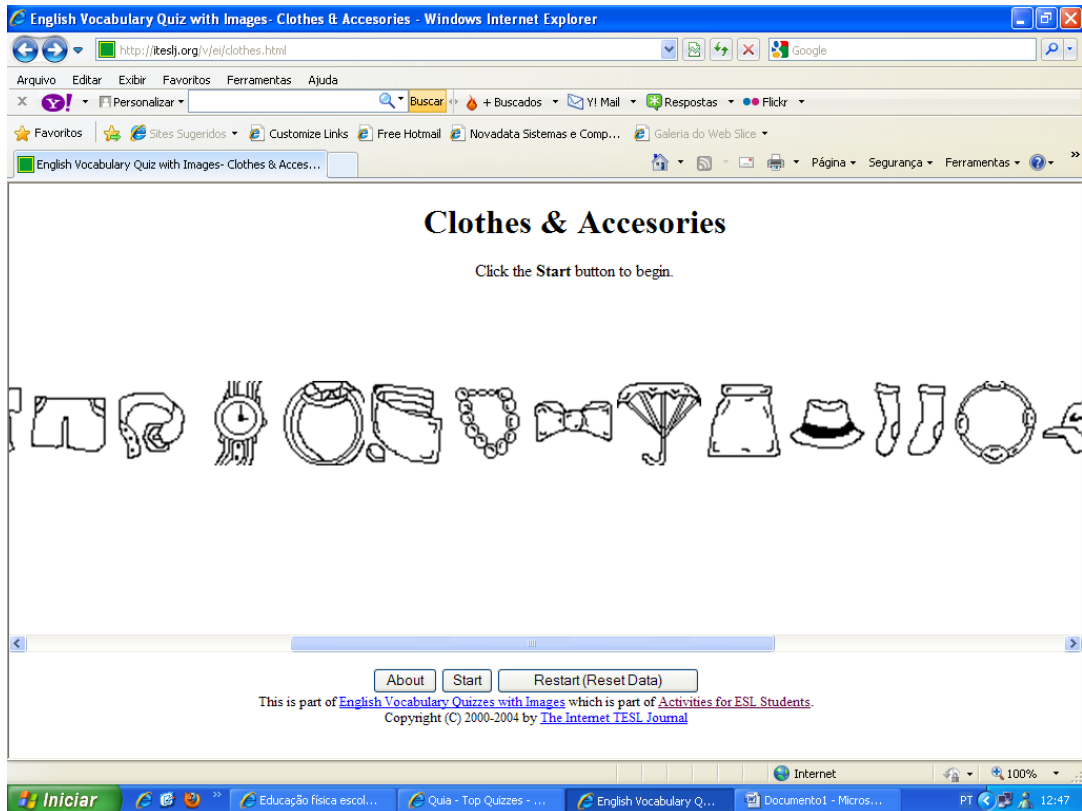 English Vocabulary Quiz with Images- Clothes & Accesories - Windows Internet Explorer
http://iteslj.org/v/ei/clothes.html
Google
Arquivo Editar Exibir Favoritos Ferramentas Ajuda
X Y! Personalizar Buscar + Buscados Y! Mail Respostas Flickr
Favoritos Sites Sugeridos Customize Links Free Hotmail Novadata Sistemas e Comp... Galeria do Web Slice
English Vocabulary Quiz with Images- Clothes & Acces... Página Segurança Ferramentas »
Clothes & Accesories
Click the Start button to begin.
About Start Restart (Reset Data)
This is part of English Vocabulary Quizzes with Images which is part of Activities for ESL Students.
Copyright (C) 2000-2004 by The Internet TESL Journal
Internet 100%
Iniciar » Educação física escol... Quia - Top Quizzes - ... English Vocabulary Q... Documento1 - Micros... PT 12:47